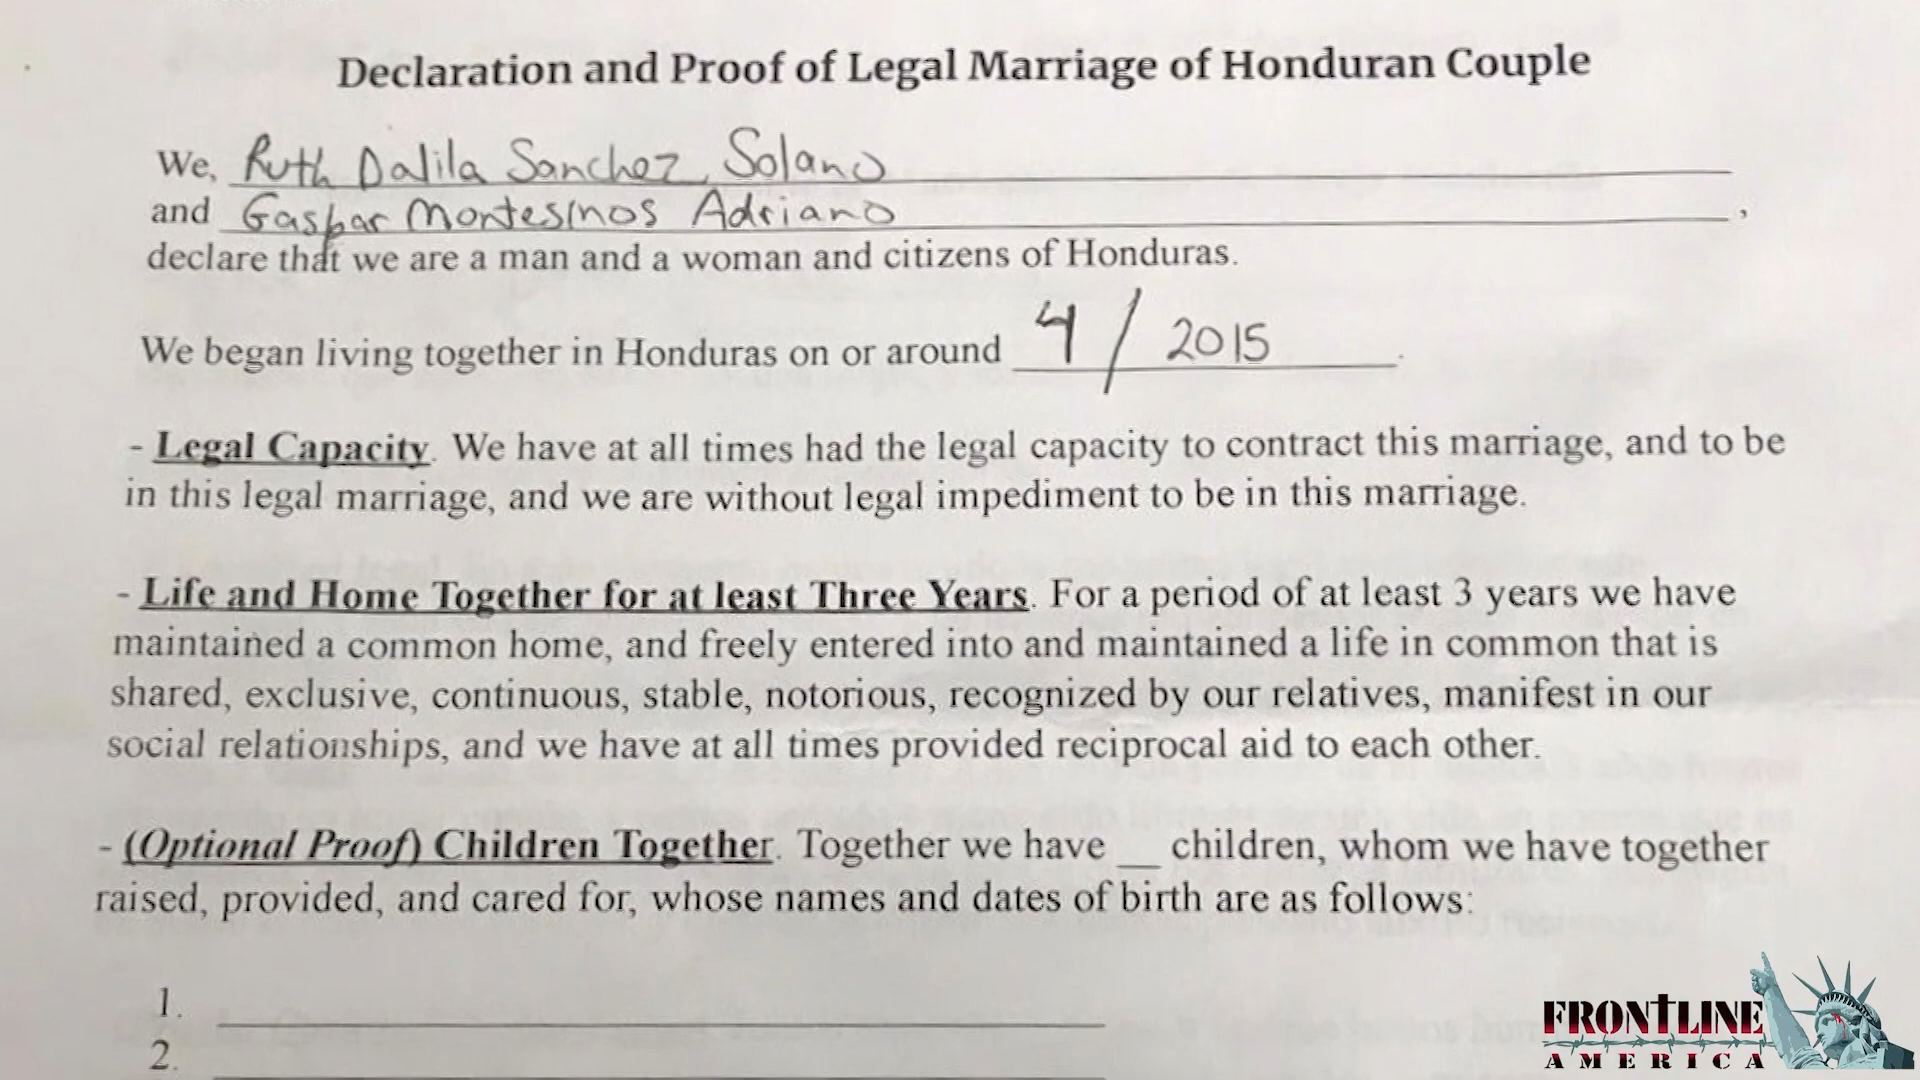 Declaration and Proof of Legal Marriage of Honduran Couple
We, Ruth Dalila Sanchez Solano
and Gaspar Montesinos Adriano,
declare that we are a man and a woman and citizens of Honduras.
We began living together in Honduras on or around 4 / 2015.
- Legal Capacity. We have at all times had the legal capacity to contract this marriage, and to be
in this legal marriage, and we are without legal impediment to be in this marriage.
- Life and Home Together for at least Three Years. For a period of at least 3 years we have
maintained a common home, and freely entered into and maintained a life in common that is
shared, exclusive, continuous, stable, notorious, recognized by our relatives, manifest in our
social relationships, and we have at all times provided reciprocal aid to each other.
- (Optional Proof) Children Together. Together we have __ children, whom we have together
raised, provided, and cared for, whose names and dates of birth are as follows:
1.
2.
FRONTLINE
AMERICA